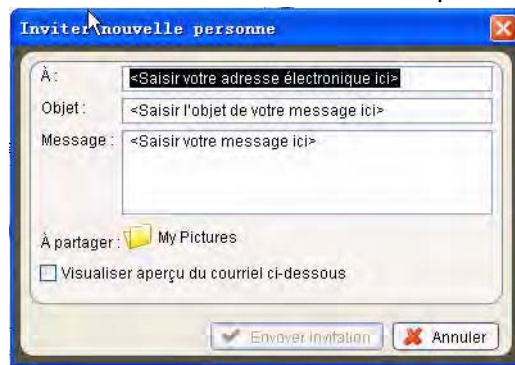 Inviter nouvelle personne
À :
<Saisir votre adresse électronique ici>
Objet :
<Saisir l'objet de votre message ici>
Message :
<Saisir votre message ici>
À partager :
My Pictures
Visualiser aperçu du courriel ci-dessous
Envoyer invitation
Annuler